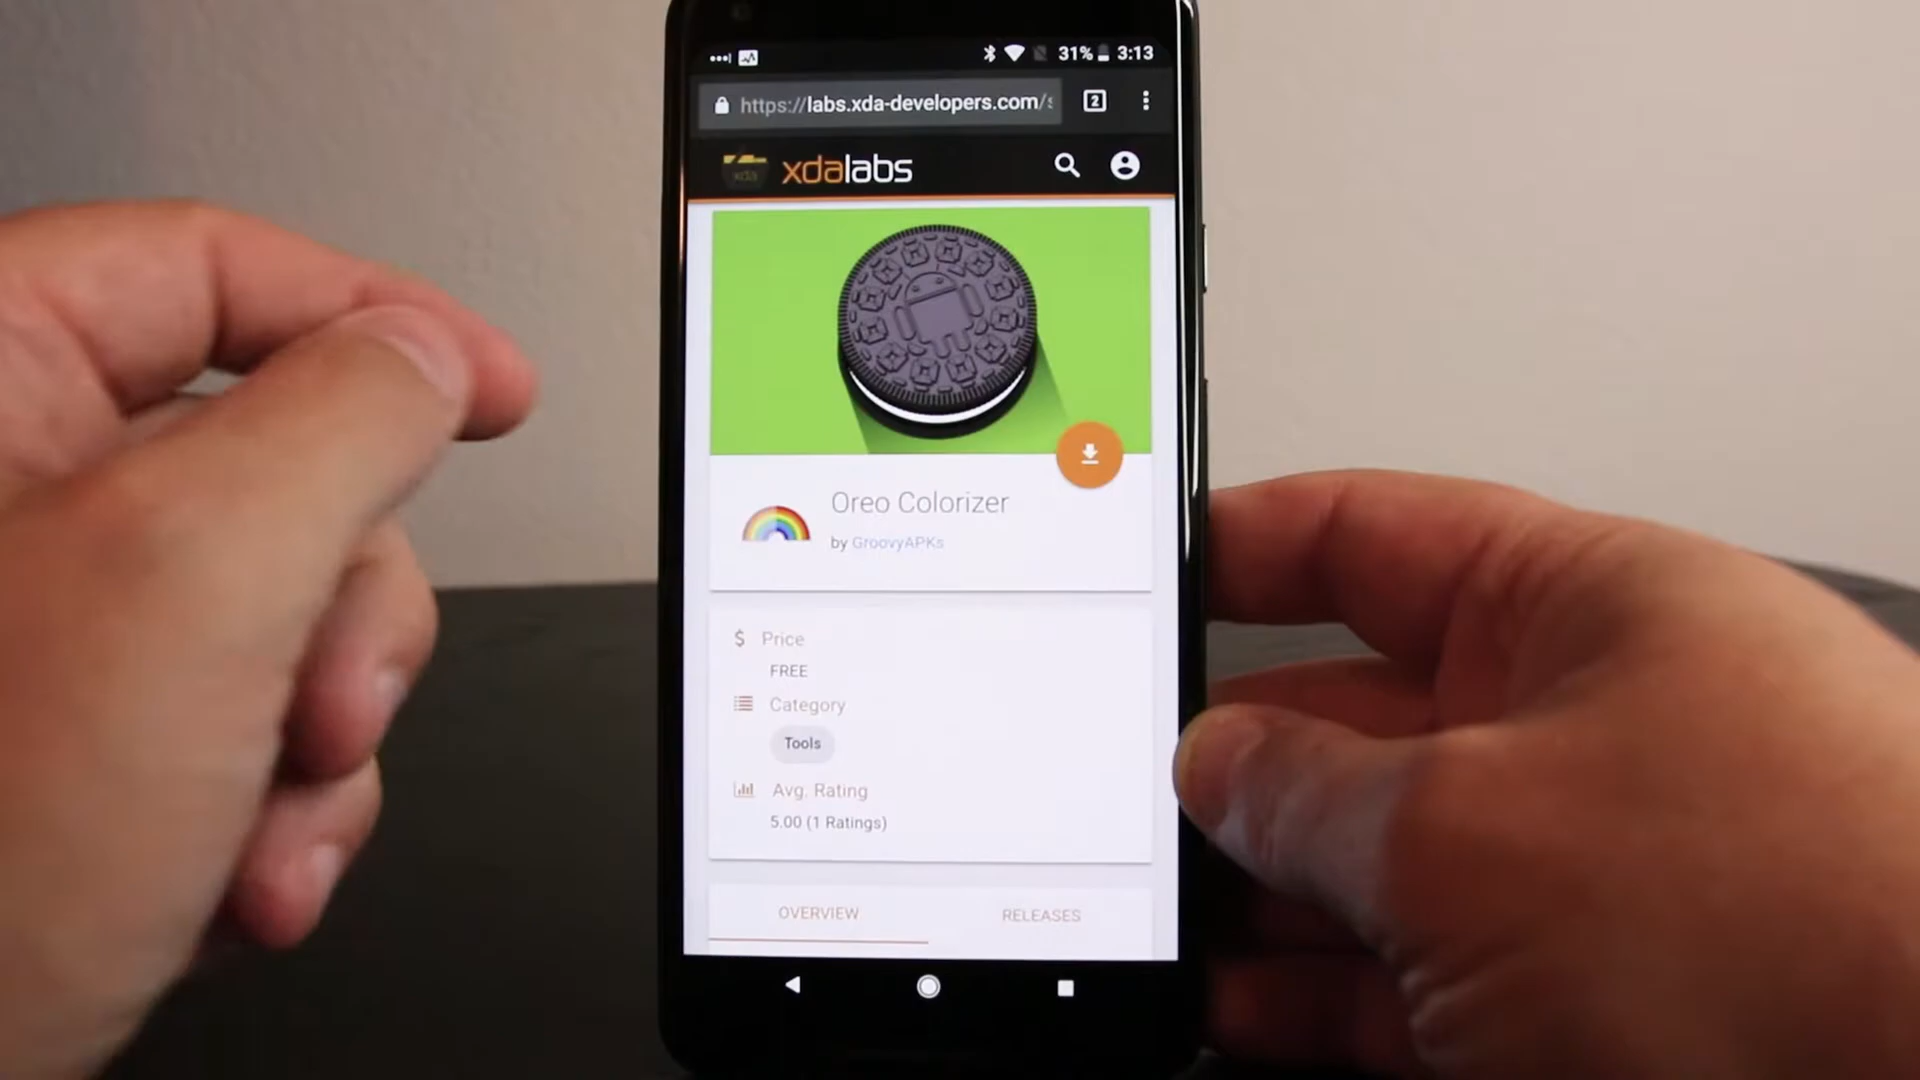 31% 3:13
https://labs.xda-developers.com/s
2
xda
xdalabs
Oreo Colorizer
by GroovyAPKs
$ Price
FREE
Category
Tools
Avg. Rating
5.00 (1 Ratings)
OVERVIEW
RELEASES